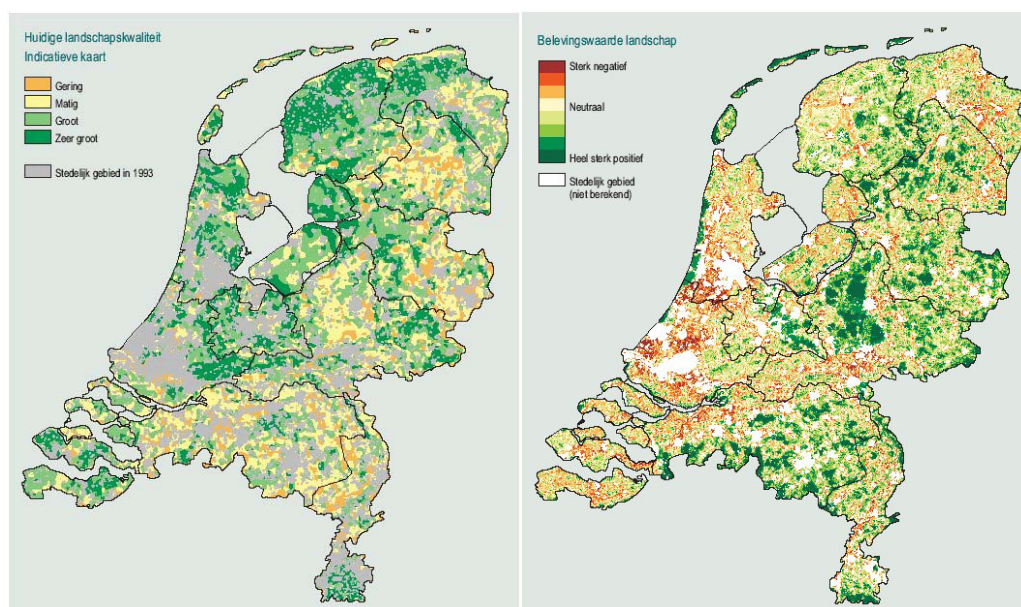 Huidige landschapskwaliteit
Indicatieve kaart
Gering
Matig
Groot
Zeer groot
Stedelijk gebied in 1993
Belevingswaarde landschap
Sterk negatief
Neutraal
Heel sterk positief
Stedelijk gebied
(niet berekend)